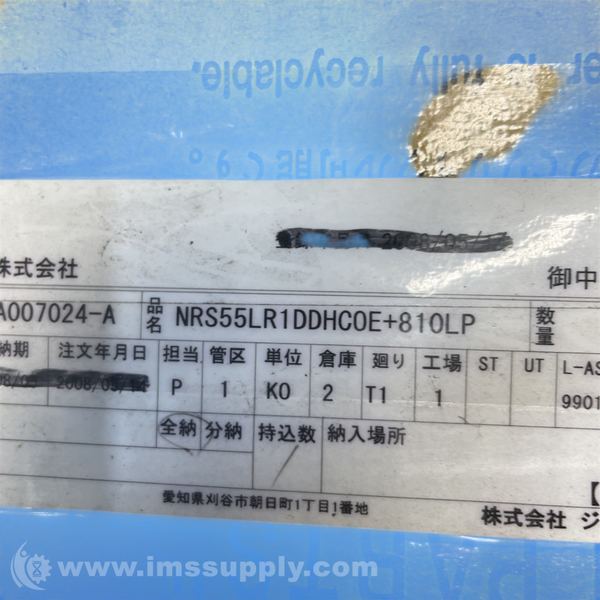 er is fully recyclable.
株式会社
御中
A007024-A 品名 NRS55LR1DDHC0E+810LP 数量
納期 注文年月日 担当 管区 単位 倉庫 廻り 工場 ST UT L-AS
P 1 KO 2 T1 1 9901
全納 分納 持込数 納入場所
愛知県刈谷市朝日町1丁目1番地
株式会社 ジ
www.imssupply.com